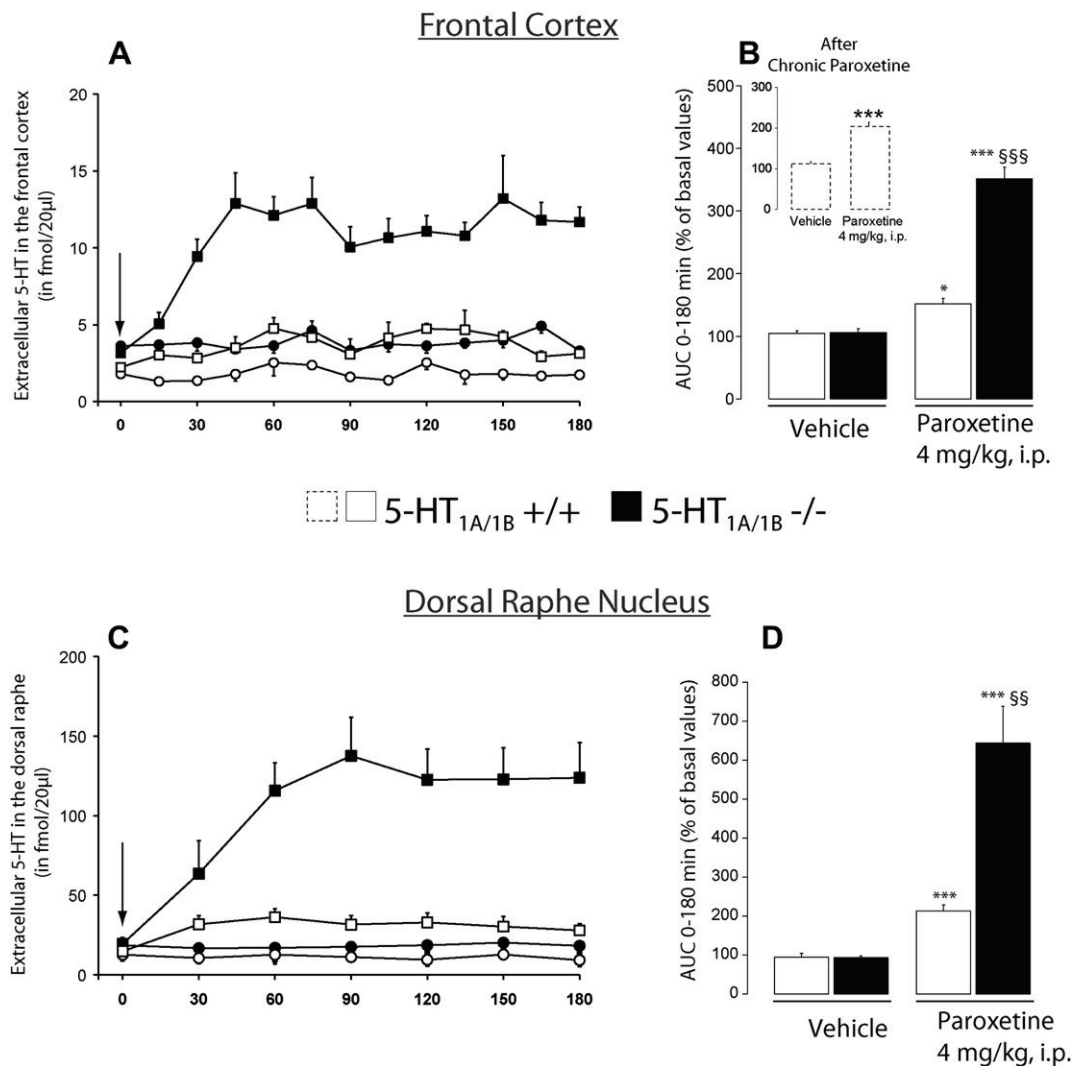 Frontal Cortex
A
Extracellular 5-HT in the frontal cortex
(in fmol/20µl)
20
15
10
5
0
0 30 60 90 120 150 180
B
After
Chronic Paroxetine
300
200
100
0
***
Vehicle
Paroxetine
4 mg/kg, i.p.
AUC 0-180 min (% of basal values)
500
400
300
200
100
0
*
*** §§§
Vehicle
Paroxetine
4 mg/kg, i.p.
5-HT1A/1B +/+ 5-HT1A/1B -/-
Dorsal Raphe Nucleus
C
Extracellular 5-HT in the dorsal raphe
(in fmol/20µl)
200
150
100
50
0
0 30 60 90 120 150 180
D
AUC 0-180 min (% of basal values)
800
700
600
500
400
300
200
100
0
***
*** §§
Vehicle
Paroxetine
4 mg/kg, i.p.